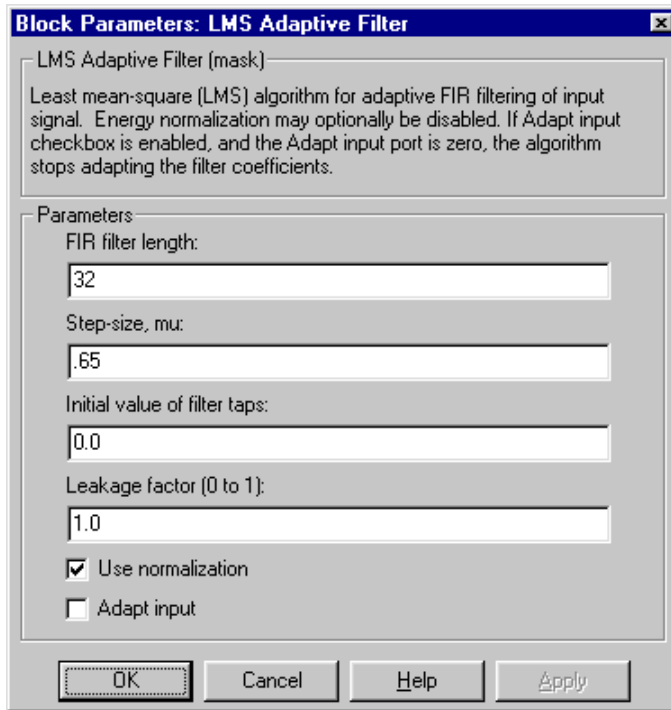 Block Parameters: LMS Adaptive Filter
LMS Adaptive Filter (mask)
Least mean-square (LMS) algorithm for adaptive FIR filtering of input
signal.  Energy normalization may optionally be disabled. If Adapt input
checkbox is enabled, and the Adapt input port is zero, the algorithm
stops adapting the filter coefficients.
Parameters
FIR filter length:
32
Step-size, mu:
.65
Initial value of filter taps:
0.0
Leakage factor (0 to 1):
1.0
Use normalization
Adapt input
OK Cancel Help Apply